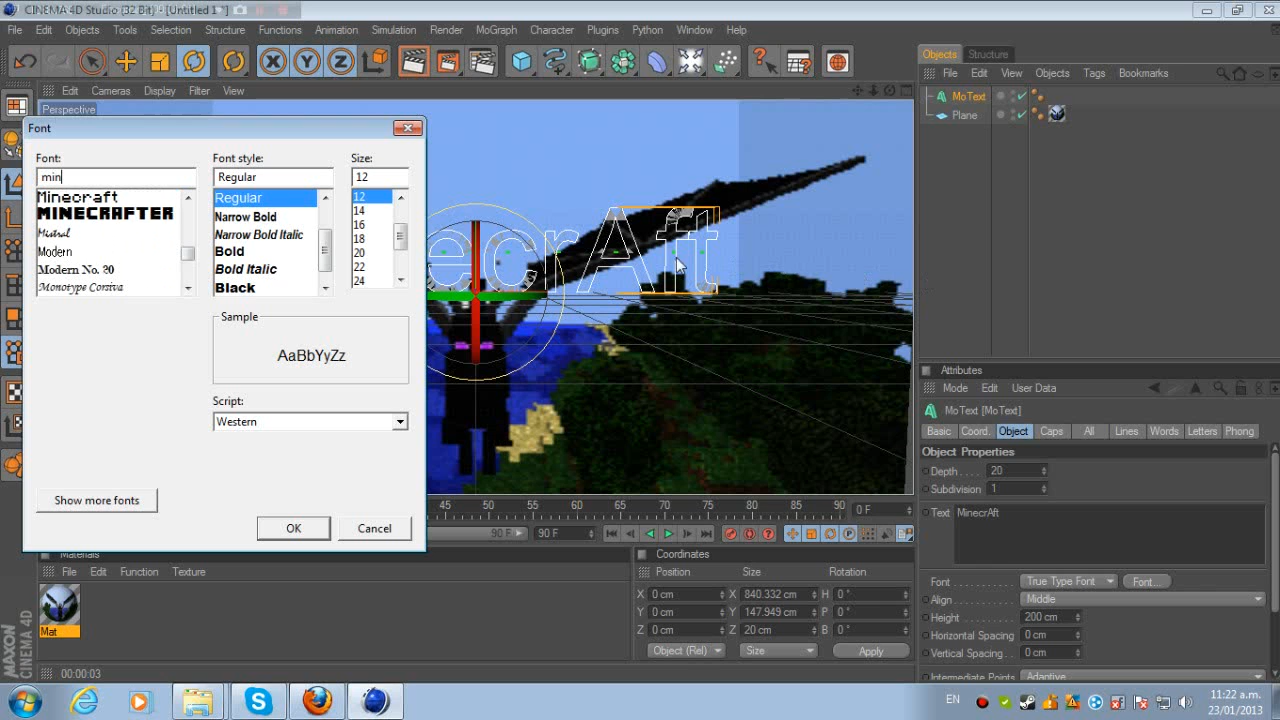 CINEMA 4D Studio (32 Bit) - [Untitled 1 *]
File Edit Objects Tools Selection Structure Functions Animation Simulation Render MoGraph Character Plugins Python Window Help
X Y Z
Objects Structure
File Edit View Objects Tags Bookmarks
MoText
Plane
Edit Cameras Display Filter View
Perspective
Font
Font: Font style: Size:
min Regular 12
Minecraft
MINECRAFTER
Mistral
Modern
Modern No. 20
Monotype Corsiva
Regular
Narrow Bold
Narrow Bold Italic
Bold
Bold Italic
Black
12
14
16
18
20
22
24
Sample
AaBbYyZz
Script:
Western
Show more fonts
OK Cancel
ecrAft
45 50 55 60 65 70 75 80 85 90 0 F
90 F 90 F
Attributes
Mode Edit User Data
MoText [MoText]
Basic Coord. Object Caps All Lines Words Letters Phong
Object Properties
Depth . . . . 20
Subdivision 1
Text MinecrAft
Font . . . . . . . . . . . . True Type Font Font...
Align . . . . . . . . . . . . Middle
Height . . . . . . . . . 200 cm
Horizontal Spacing 0 cm
Vertical Spacing . . 0 cm
Intermediate Points Adaptive
Materials
File Edit Function Texture
Mat
Coordinates
Position Size Rotation
X 0 cm X 840.332 cm H 0 °
Y 0 cm Y 147.949 cm P 0 °
Z 0 cm Z 20 cm B 0 °
Object (Rel) Size Apply
MAXON CINEMA 4D
00:00:03
EN
11:22 a.m.
23/01/2013